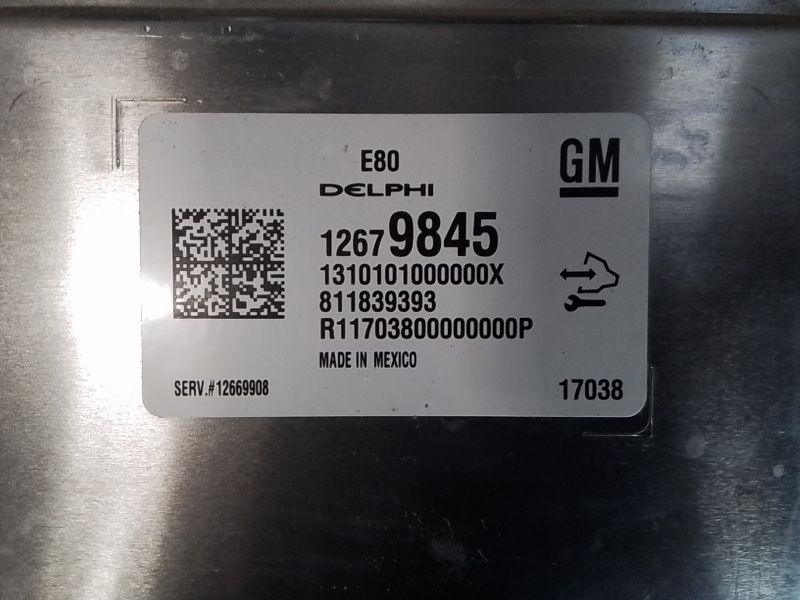 E80
GM
DELPHI
12679845
1310101000000X
811839393
R11703800000000P
MADE IN MEXICO
SERV.#12669908
17038